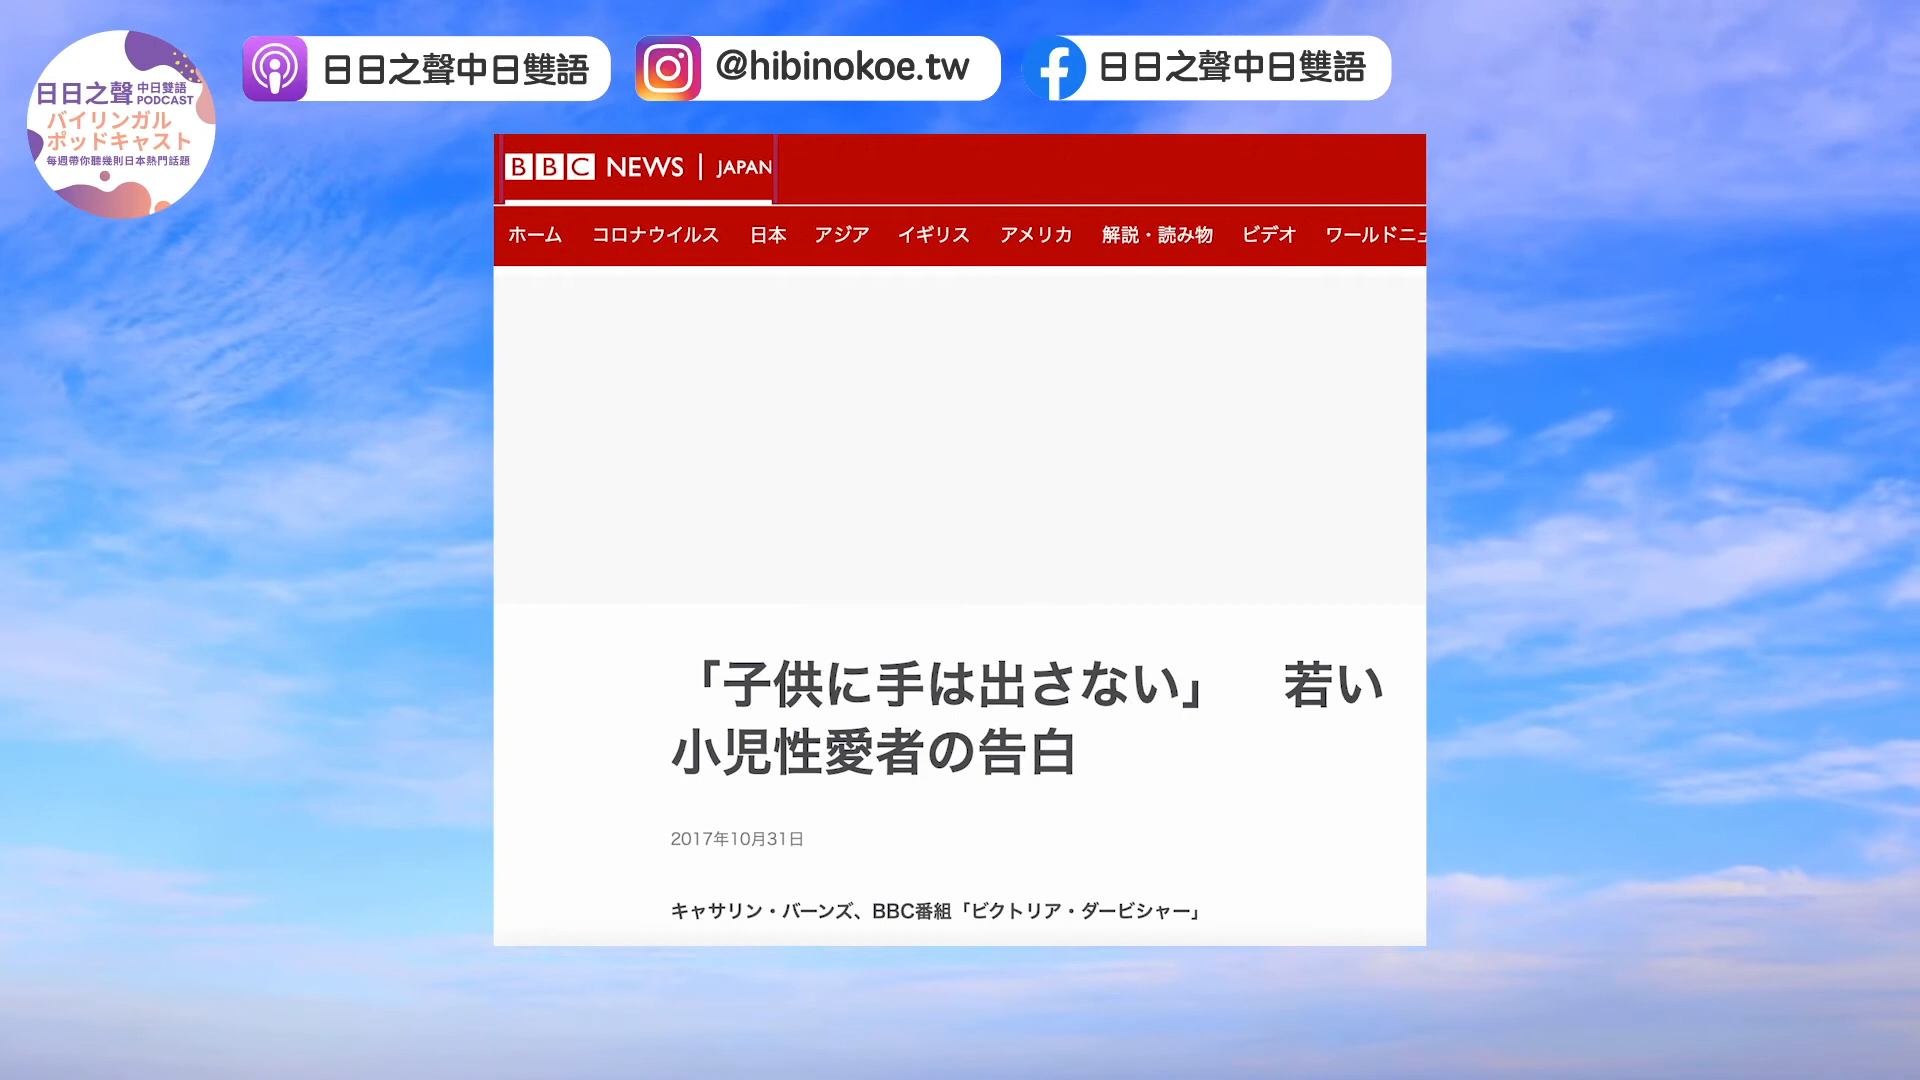 日日之聲 中日雙語 PODCAST
バイリンガル
ポッドキャスト
每週帶你聽幾則日本熱門話題
日日之聲中日雙語
@hibinokoe.tw
日日之聲中日雙語
BBC NEWS | JAPAN
ホーム コロナウイルス 日本 アジア イギリス アメリカ 解説・読み物 ビデオ ワールドニュ
「子供に手は出さない」 若い
小児性愛者の告白
2017年10月31日
キャサリン・バーンズ、BBC番組「ビクトリア・ダービシャー」